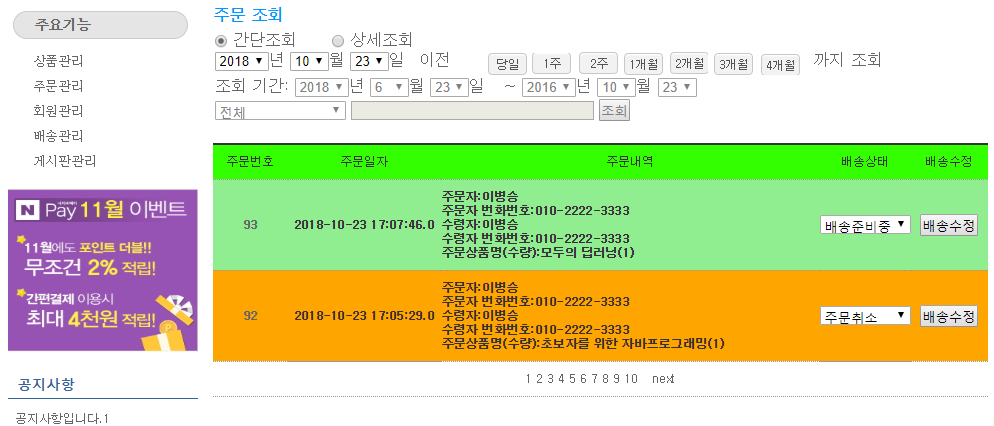 주요기능
상품관리
주문관리
회원관리
배송관리
게시판관리
N Pay 11월 이벤트
11월에도 포인트 더블!!
무조건 2% 적립!
간편결제 이용시
최대 4천원 적립!
공지사항
공지사항입니다.1
주문 조회
간단조회 상세조회
2018 년 10 월 23 일 이전 당일 1주 2주 1개월 2개월 3개월 4개월 까지 조회
조회 기간: 2018 년 6 월 23 일 ~ 2016 년 10 월 23
전체 조회
주문번호 주문일자 주문내역 배송상태 배송수정
93 2018-10-23 17:07:46.0
주문자:이병승
주문자 번화번호:010-2222-3333
수령자:이병승
수령자 번화번호:010-2222-3333
주문상품명(수량):모두의 딥러닝(1)
배송준비중 배송수정
92 2018-10-23 17:05:29.0
주문자:이병승
주문자 번화번호:010-2222-3333
수령자:이병승
수령자 번화번호:010-2222-3333
주문상품명(수량):초보자를 위한 자바프로그래밍(1)
주문취소 배송수정
1 2 3 4 5 6 7 8 9 10 next